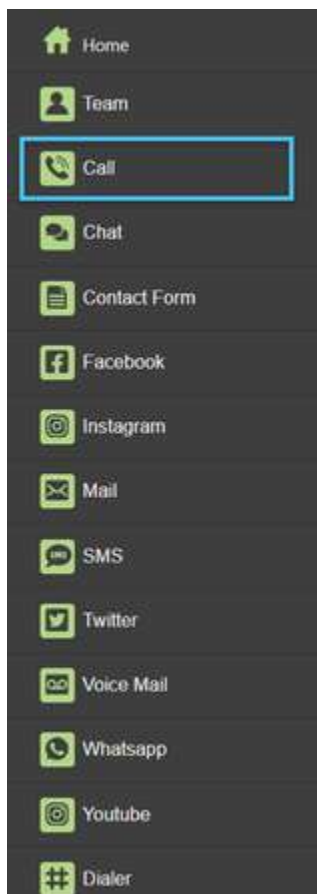 Home
Team
Call
Chat
Contact Form
Facebook
Instagram
Mail
SMS
Twitter
Voice Mail
Whatsapp
Youtube
Dialer